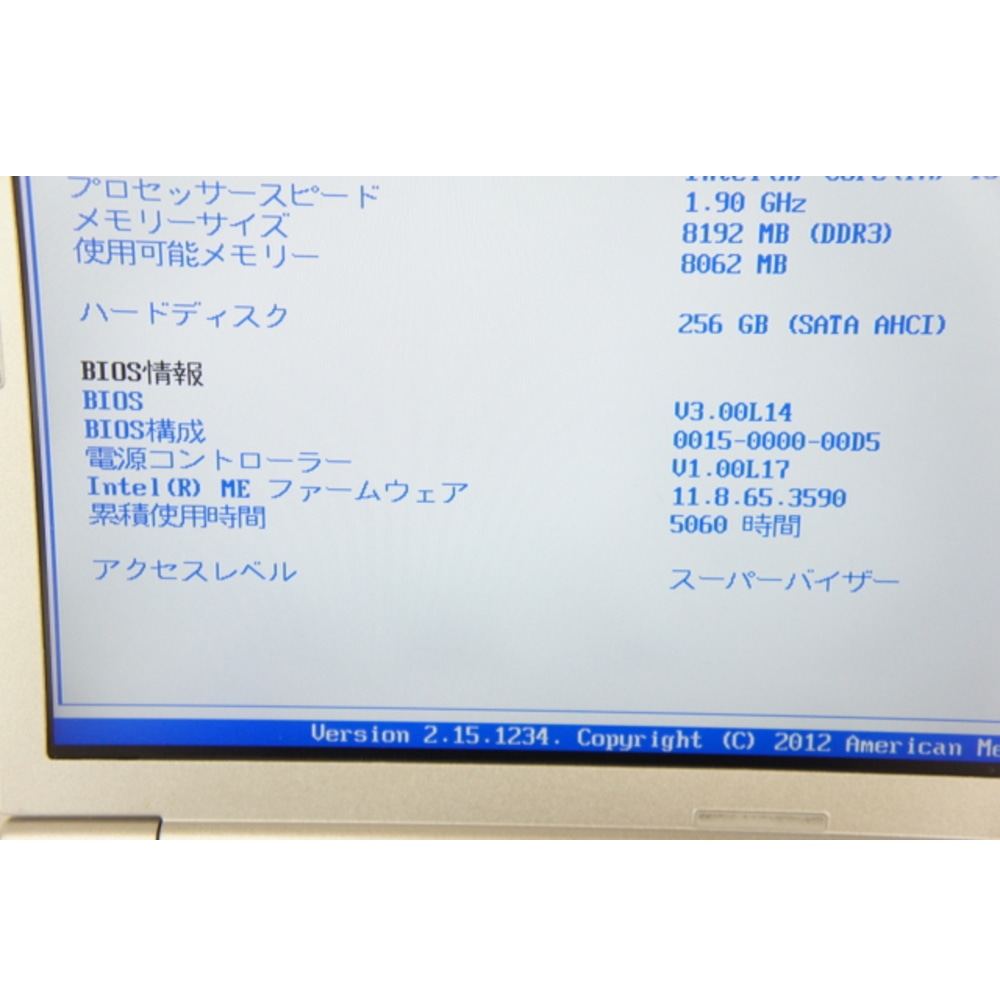 プロセッサースピード 1.90 GHz
メモリーサイズ 8192 MB (DDR3)
使用可能メモリー 8062 MB
ハードディスク 256 GB (SATA AHCI)
BIOS情報
BIOS V3.00L14
BIOS構成 0015-0000-00D5
電源コントローラー V1.00L17
Intel(R) ME ファームウェア 11.8.65.3590
累積使用時間 5060 時間
アクセスレベル スーパーバイザー
Version 2.15.1234. Copyright (C) 2012 American